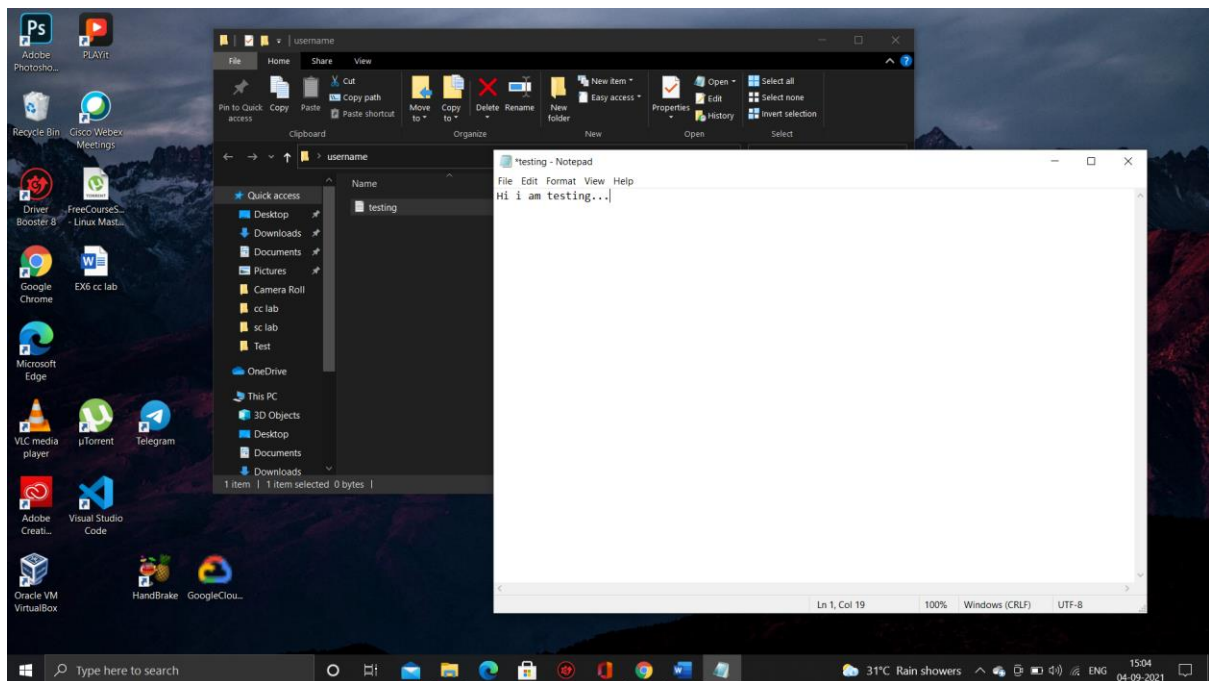 Adobe
Photosho...
PLAYit
Recycle Bin
Cisco Webex
Meetings
Driver
Booster 8
TORRENT
FreeCourseS...
- Linux Mast...
Google
Chrome
EX6 cc lab
Microsoft
Edge
VLC media
player
µTorrent
Telegram
Adobe
Creati...
Visual Studio
Code
Oracle VM
VirtualBox
HandBrake
GoogleClou...
username
File Home Share View
Pin to Quick
access
Copy
Paste
Cut
Copy path
Paste shortcut
Clipboard
Move
to
Copy
to
Delete
Rename
Organize
New
folder
New item
Easy access
New
Properties
Open
Edit
History
Open
Select all
Select none
Invert selection
Select
> username
Quick access
Desktop
Downloads
Documents
Pictures
Camera Roll
cc lab
sc lab
Test
OneDrive
This PC
3D Objects
Desktop
Documents
Downloads
Name
testing
1 item | 1 item selected 0 bytes |
*testing - Notepad
File Edit Format View Help
Hi i am testing...
Ln 1, Col 19 100% Windows (CRLF) UTF-8
Type here to search
31°C Rain showers
ENG
15:04
04-09-2021